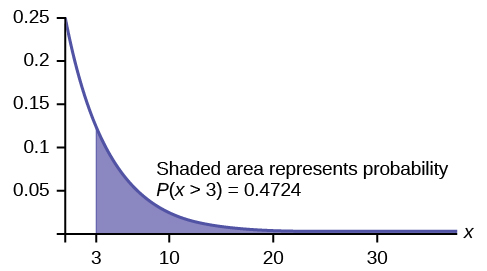 0.25
0.2
0.15
0.1
0.05
Shaded area represents probability
P(x > 3) = 0.4724
x
3 10 20 30